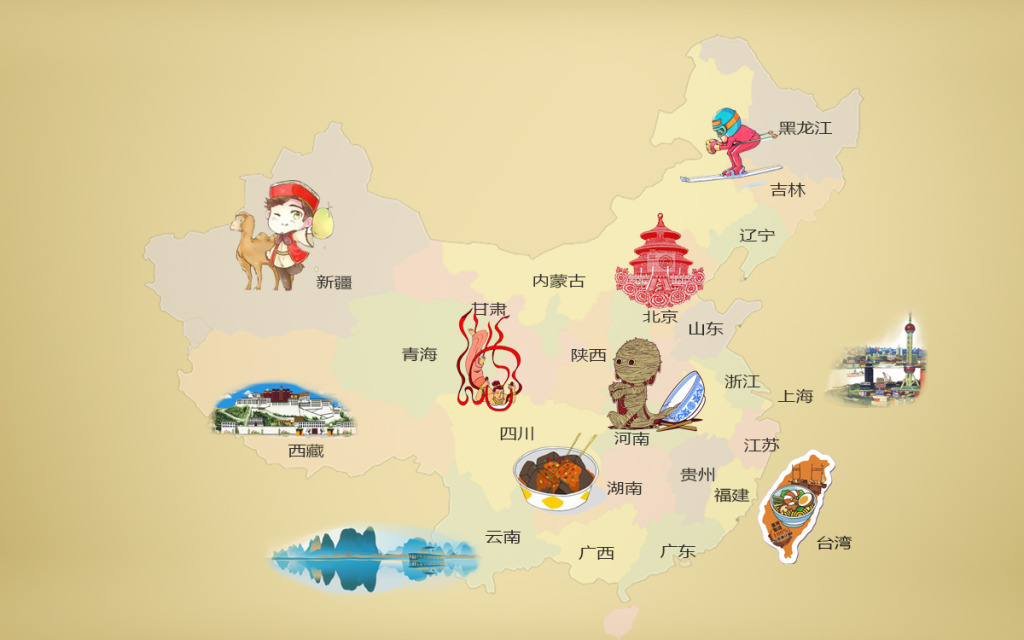 黑龙江
吉林
辽宁
新疆
内蒙古
甘肃
北京
山东
青海
陕西
浙江
上海
四川
河南
江苏
西藏
贵州
湖南
福建
云南
广西
广东
台湾